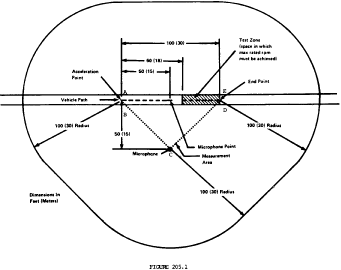 100 (30)
Test Zone
(space in which
max rated rpm
must be achieved)
60 (18)
50 (15)
Acceleration
Point
A
E
End Point
Vehicle Path
B
D
100 (30) Radius
50 (15)
Microphone Point
100 (30) Radius
Microphone
C
Measurement
Area
100 (30) Radius
Dimensions In
Feet (Meters)
FIGURE 205.1